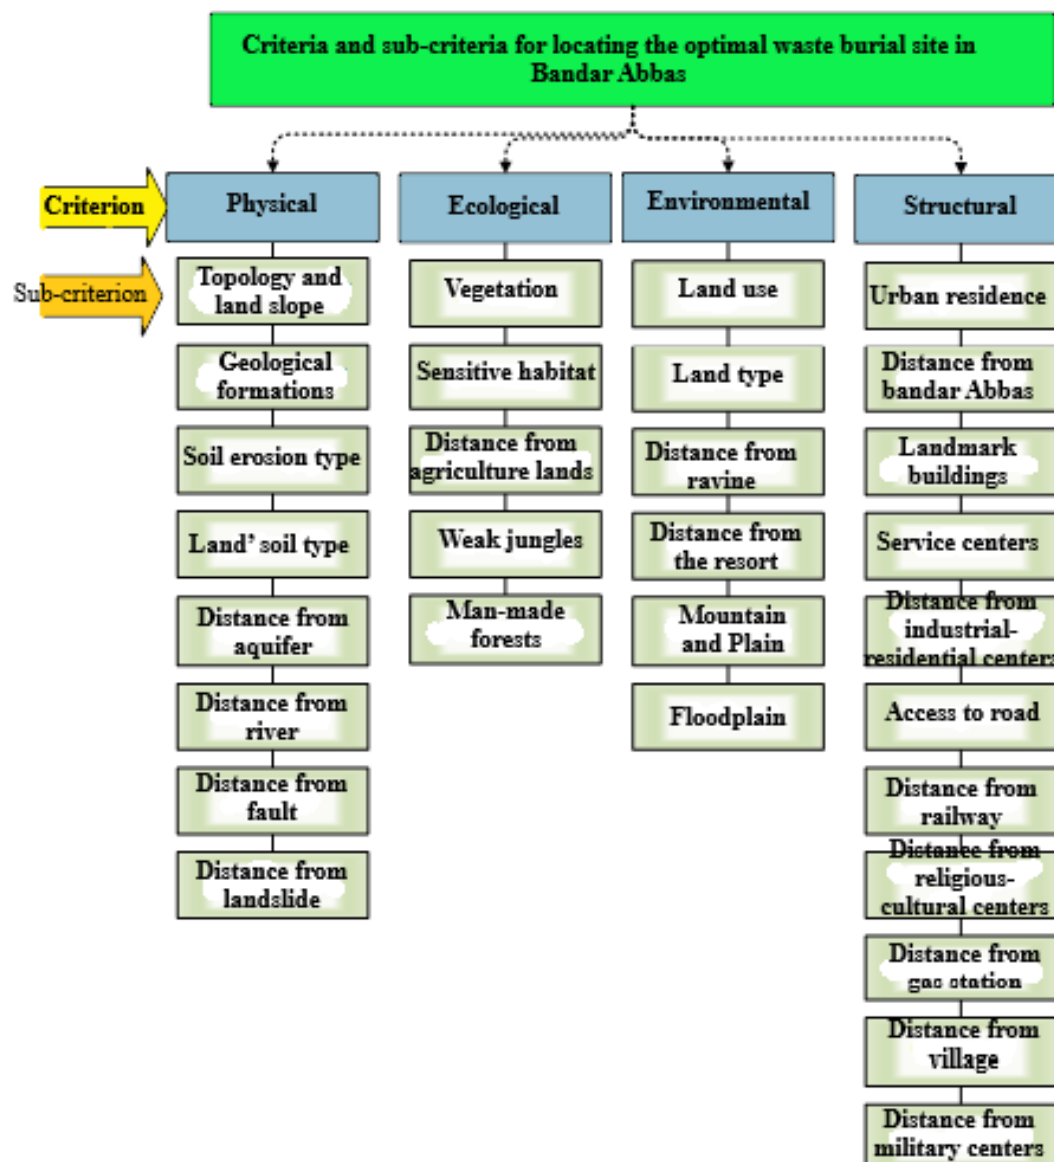 Criteria and sub-criteria for locating the optimal waste burial site in
Bandar Abbas
Criterion
Physical
Ecological
Environmental
Structural
Sub-criterion
Topology and
land slope
Geological
formations
Soil erosion type
Land' soil type
Distance from
aquifer
Distance from
river
Distance from
fault
Distance from
landslide
Vegetation
Sensitive habitat
Distance from
agriculture lands
Weak jungles
Man-made
forests
Land use
Land type
Distance from
ravine
Distance from
the resort
Mountain
and Plain
Floodplain
Urban residence
Distance from
bandar Abbas
Landmark
buildings
Service centers
Distance from
industrial-
residential centers
Access to road
Distance from
railway
Distance from
religious-
cultural centers
Distance from
gas station
Distance from
village
Distance from
military centers